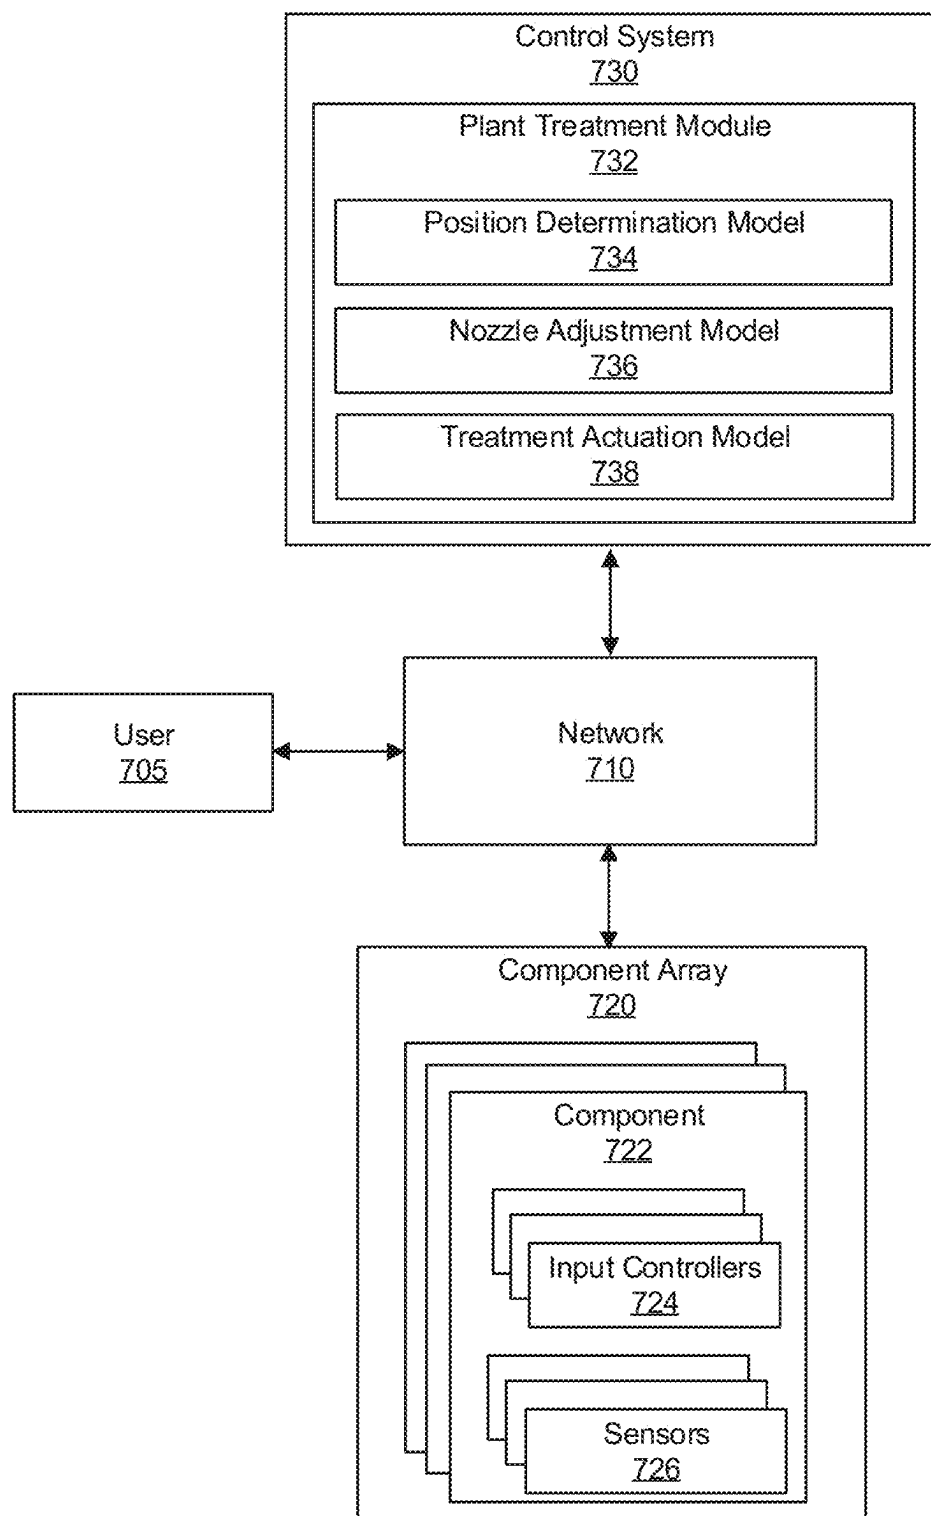 Control System
730
Plant Treatment Module
732
Position Determination Model
734
Nozzle Adjustment Model
736
Treatment Actuation Model
738
User
705
Network
710
Component Array
720
Component
722
Input Controllers
724
Sensors
726